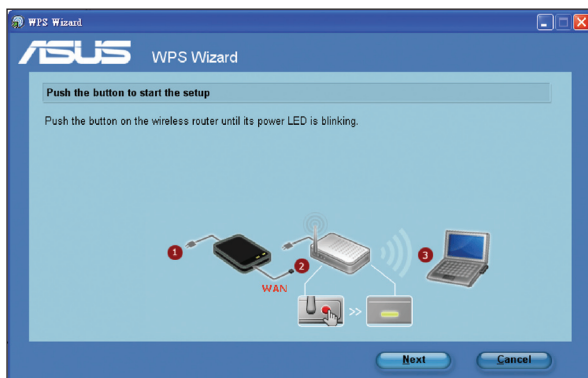 WPS Wizard
ASUS WPS Wizard
Push the button to start the setup
Push the button on the wireless router until its power LED is blinking.
1
2
3
WAN
>>
Next
Cancel